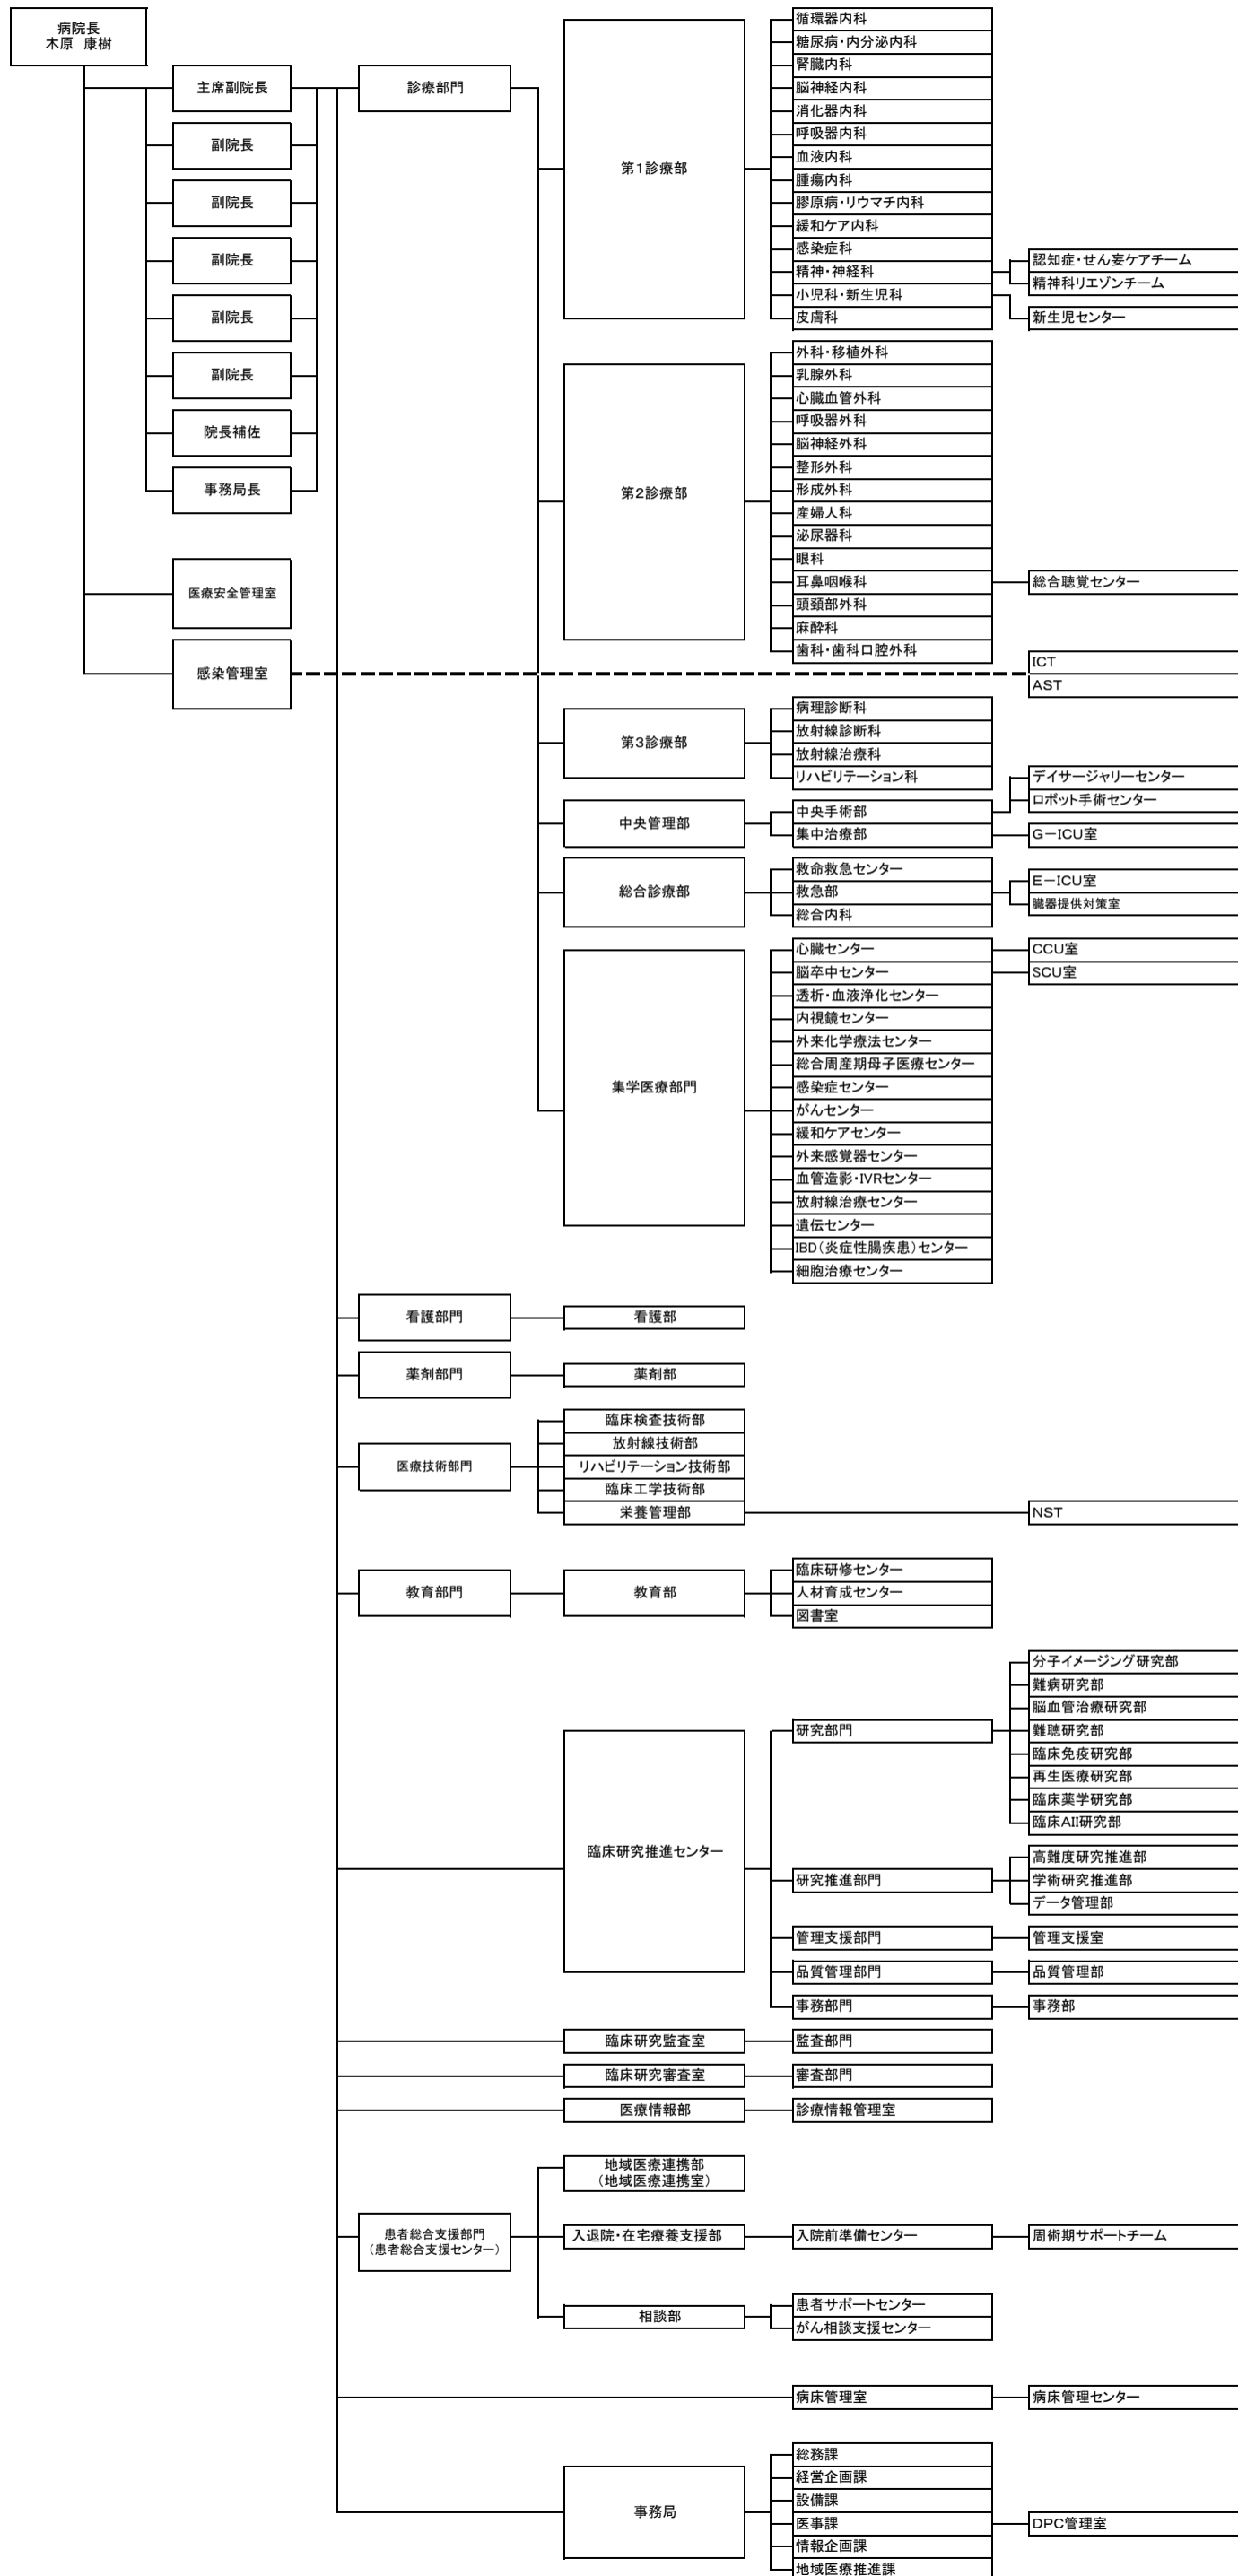 病院長
木原　康樹
主席副院長
副院長
副院長
副院長
副院長
副院長
院長補佐
事務局長
医療安全管理室
感染管理室
診療部門
第1診療部
循環器内科
糖尿病・内分泌内科
腎臓内科
脳神経内科
消化器内科
呼吸器内科
血液内科
腫瘍内科
膠原病・リウマチ内科
緩和ケア内科
感染症科
精神・神経科
小児科・新生児科
皮膚科
認知症・せん妄ケアチーム
精神科リエゾンチーム
新生児センター
第2診療部
外科・移植外科
乳腺外科
心臓血管外科
呼吸器外科
脳神経外科
整形外科
形成外科
産婦人科
泌尿器科
眼科
耳鼻咽喉科
頭頚部外科
麻酔科
歯科・歯科口腔外科
総合聴覚センター
ICT
AST
第3診療部
病理診断科
放射線診断科
放射線治療科
リハビリテーション科
中央管理部
中央手術部
集中治療部
デイサージャリーセンター
ロボット手術センター
G－ICU室
総合診療部
救命救急センター
救急部
総合内科
E－ICU室
臓器提供対策室
集学医療部門
心臓センター
脳卒中センター
透析・血液浄化センター
内視鏡センター
外来化学療法センター
総合周産期母子医療センター
感染症センター
がんセンター
緩和ケアセンター
外来感覚器センター
血管造影・IVRセンター
放射線治療センター
遺伝センター
IBD（炎症性腸疾患）センター
細胞治療センター
CCU室
SCU室
看護部門
看護部
薬剤部門
薬剤部
医療技術部門
臨床検査技術部
放射線技術部
リハビリテーション技術部
臨床工学技術部
栄養管理部
NST
教育部門
教育部
臨床研修センター
人材育成センター
図書室
臨床研究推進センター
研究部門
分子イメージング研究部
難病研究部
脳血管治療研究部
難聴研究部
臨床免疫研究部
再生医療研究部
臨床薬学研究部
臨床AII研究部
研究推進部門
高難度研究推進部
学術研究推進部
データ管理部
管理支援部門
管理支援室
品質管理部門
品質管理部
事務部門
事務部
臨床研究監査室
監査部門
臨床研究審査室
審査部門
医療情報部
診療情報管理室
患者総合支援部門
（患者総合支援センター）
地域医療連携部
（地域医療連携室）
入退院・在宅療養支援部
入院前準備センター
周術期サポートチーム
相談部
患者サポートセンター
がん相談支援センター
病床管理室
病床管理センター
事務局
総務課
経営企画課
設備課
医事課
情報企画課
地域医療推進課
DPC管理室